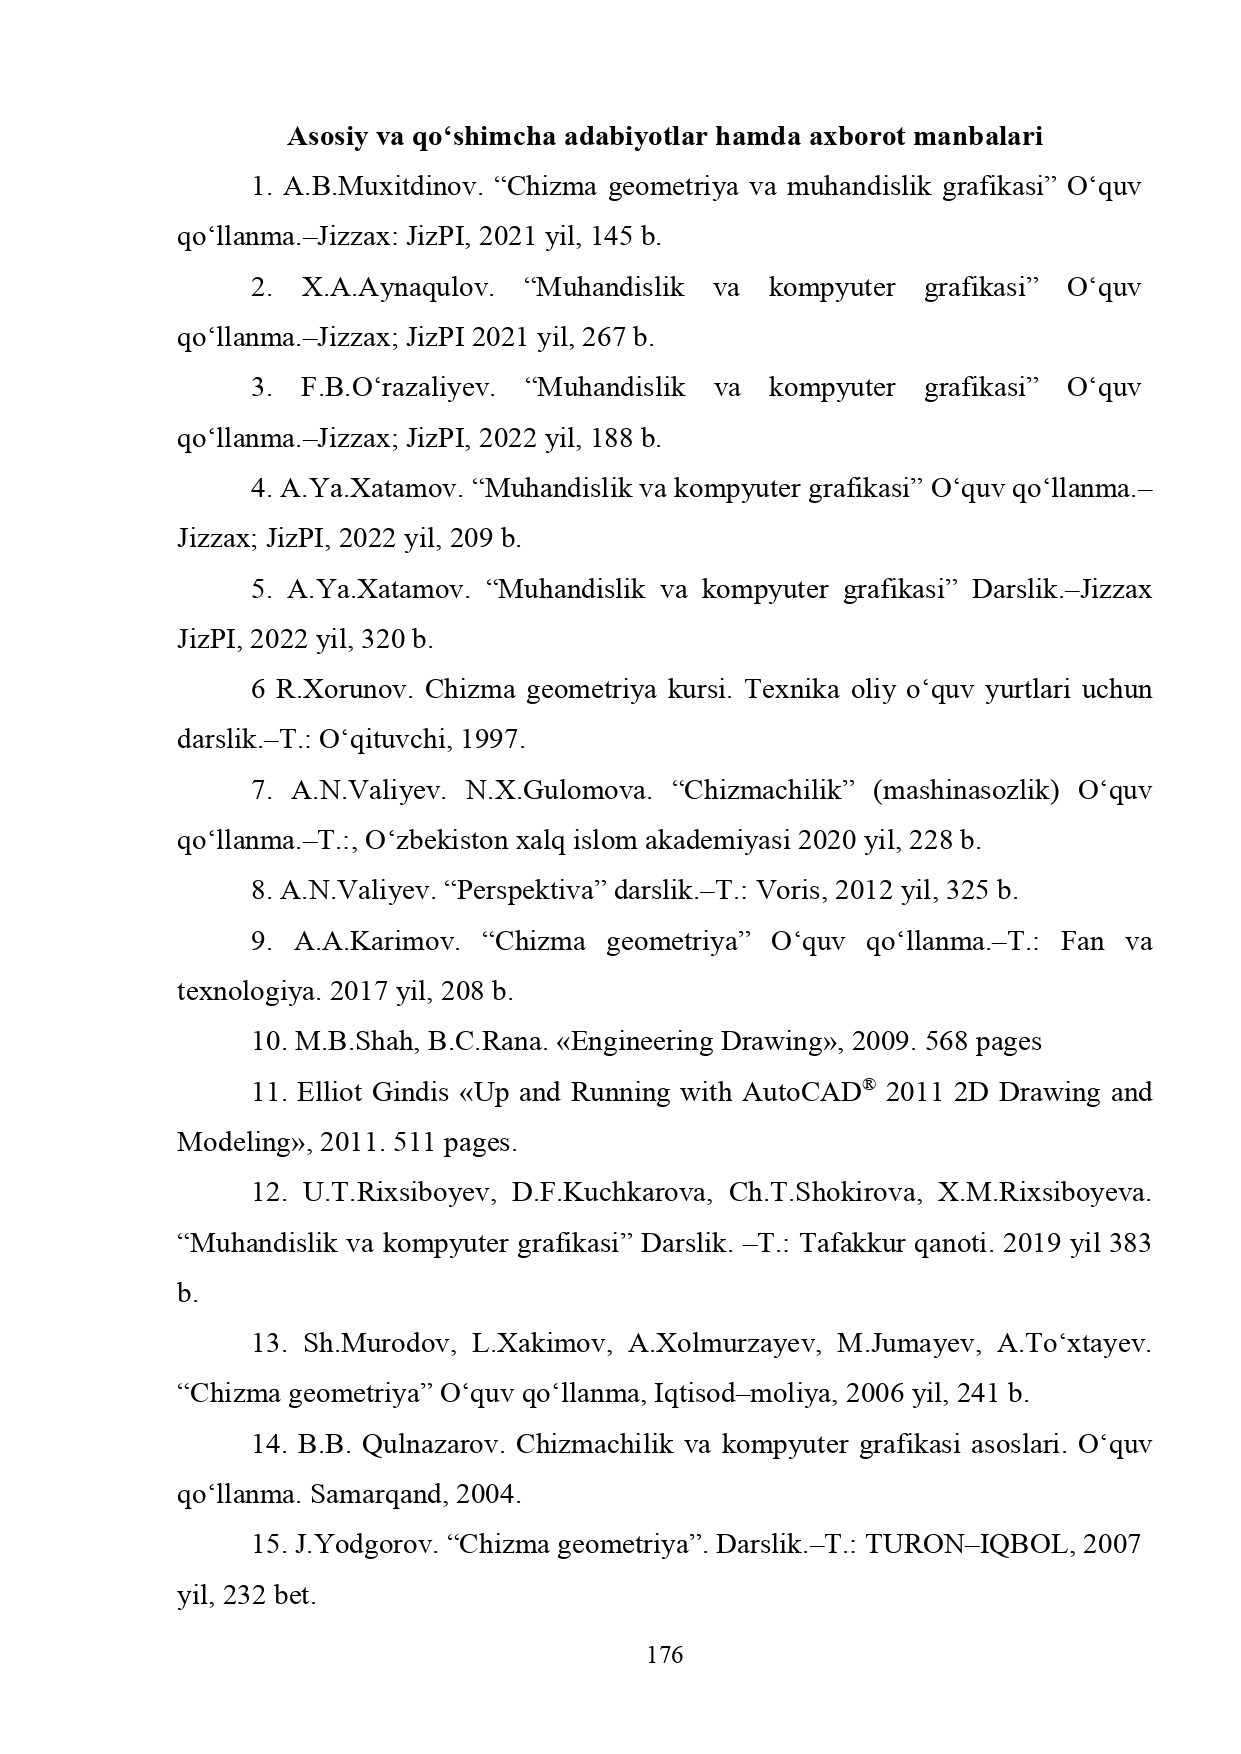 Asosiy va qo‘shimcha adabiyotlar hamda axborot manbalari
1. A.B.Muxitdinov. “Chizma geometriya va muhandislik grafikasi” O‘quv
qo‘llanma.–Jizzax: JizPI, 2021 yil, 145 b.
2. X.A.Aynaqulov. “Muhandislik va kompyuter grafikasi” O‘quv
qo‘llanma.–Jizzax; JizPI 2021 yil, 267 b.
3. F.B.O‘razaliyev. “Muhandislik va kompyuter grafikasi” O‘quv
qo‘llanma.–Jizzax; JizPI, 2022 yil, 188 b.
4. A.Ya.Xatamov. “Muhandislik va kompyuter grafikasi” O‘quv qo‘llanma.–
Jizzax; JizPI, 2022 yil, 209 b.
5. A.Ya.Xatamov. “Muhandislik va kompyuter grafikasi” Darslik.–Jizzax
JizPI, 2022 yil, 320 b.
6 R.Xorunov. Chizma geometriya kursi. Texnika oliy o‘quv yurtlari uchun
darslik.–T.: O‘qituvchi, 1997.
7. A.N.Valiyev. N.X.Gulomova. “Chizmachilik” (mashinasozlik) O‘quv
qo‘llanma.–T.:, O‘zbekiston xalq islom akademiyasi 2020 yil, 228 b.
8. A.N.Valiyev. “Perspektiva” darslik.–T.: Voris, 2012 yil, 325 b.
9. A.A.Karimov. “Chizma geometriya” O‘quv qo‘llanma.–T.: Fan va
texnologiya. 2017 yil, 208 b.
10. M.B.Shah, B.C.Rana. «Engineering Drawing», 2009. 568 pages
11. Elliot Gindis «Up and Running with AutoCAD® 2011 2D Drawing and
Modeling», 2011. 511 pages.
12. U.T.Rixsiboyev, D.F.Kuchkarova, Ch.T.Shokirova, X.M.Rixsiboyeva.
“Muhandislik va kompyuter grafikasi” Darslik. –T.: Tafakkur qanoti. 2019 yil 383
b.
13. Sh.Murodov, L.Xakimov, A.Xolmurzayev, M.Jumayev, A.To‘xtayev.
“Chizma geometriya” O‘quv qo‘llanma, Iqtisod–moliya, 2006 yil, 241 b.
14. B.B. Qulnazarov. Chizmachilik va kompyuter grafikasi asoslari. O‘quv
qo‘llanma. Samarqand, 2004.
15. J.Yodgorov. “Chizma geometriya”. Darslik.–T.: TURON–IQBOL, 2007
yil, 232 bet.
176